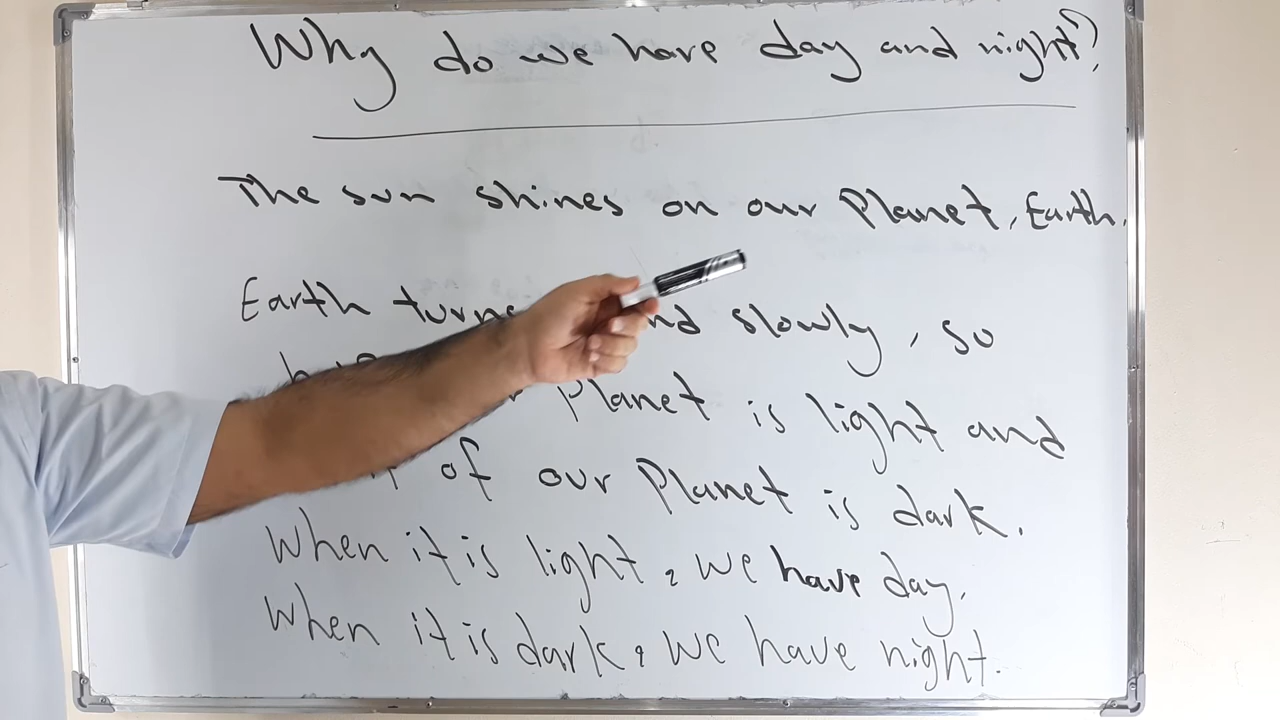 Why do we have day and night?
The sun shines on our Planet, Earth.
Earth turns slowly, so
Planet is light and
of our Planet is dark.
When it is light, we have day.
When it is dark, we have night.